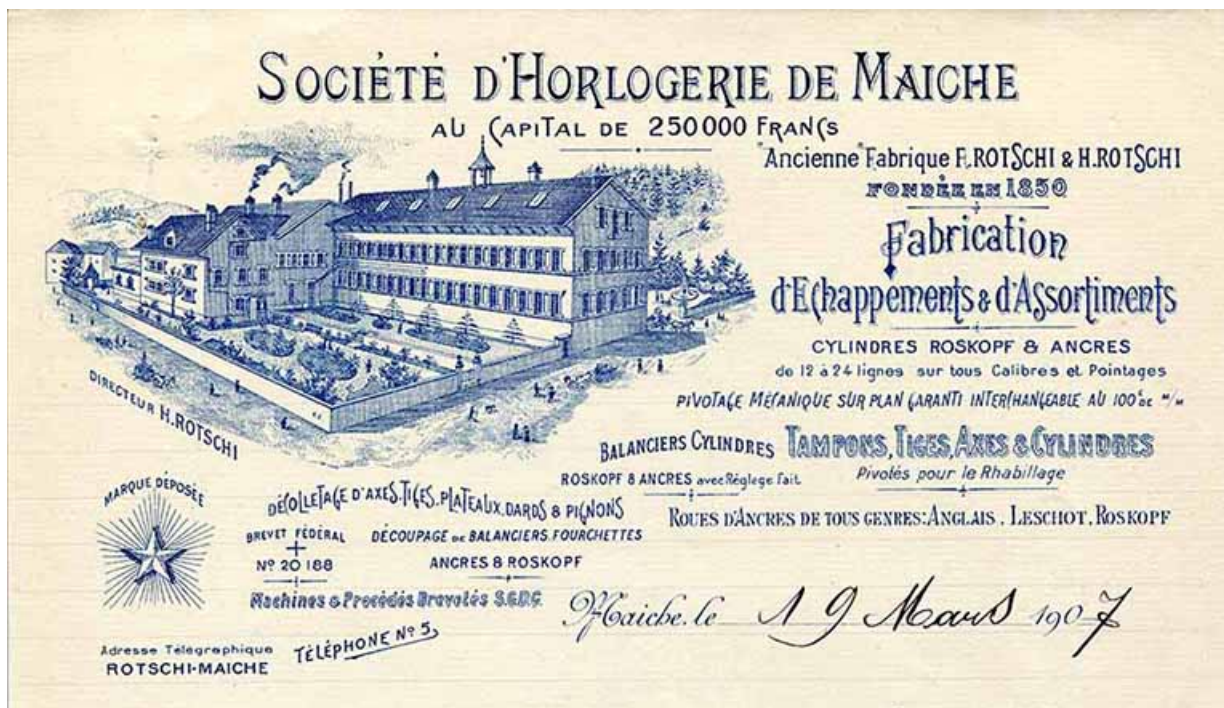 SOCIÉTÉ D'HORLOGERIE DE MAICHE
AU CAPITAL DE 250000 FRANCS
"Ancienne" Fabrique F. ROTSCHI & H. ROTSCHI
FONDÉE EN 1850
Fabrication
d'Echappements & d'Assortiments
CYLINDRES ROSKOPF & ANCRES
de 12 à 24 lignes sur tous Calibres et Pointages
PIVOTAGE MÉCANIQUE SUR PLAN GARANTI INTERCHANGEABLE AU 100e DE M/M
DIRECTEUR H. ROTSCHI
BALANCIERS CYLINDRES TAMPONS, TIGES, AXES & CYLINDRES
ROSKOPF & ANCRES avec Réglege fait Pivotés pour le Rhabillage
MARQUE DÉPOSÉE
DÉCOLLETAGE D'AXES, TIGES, PLATEAUX, DARDS & PIGNONS
ROUES D'ANCRES DE TOUS GENRES: ANGLAIS, LESCHOT, ROSKOPF
BREVET FÉDÉRAL
DÉCOUPAGE DE BALANCIERS, FOURCHETTES
Nº 20188
ANCRES & ROSKOPF
Machines & Procédés Brevetés S.G.D.G.
Maiche, le 19 Mars 1907
TÉLÉPHONE Nº 5
Adresse Télégraphique
ROTSCHI-MAICHE